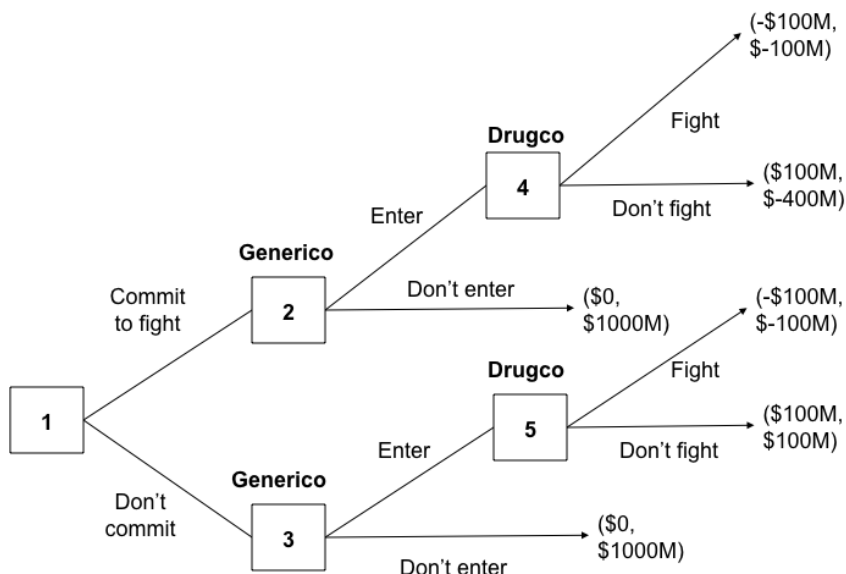 (-$100M,
$-100M)
Fight
Drugco
4
($100M,
$-400M)
Don't fight
Enter
Generico
2
Don't enter
($0,
$1000M)
Commit
to fight
(-$100M,
$-100M)
Drugco
Fight
5
($100M,
$100M)
Don't fight
1
Enter
Generico
3
Don't
commit
($0,
$1000M)
Don't enter